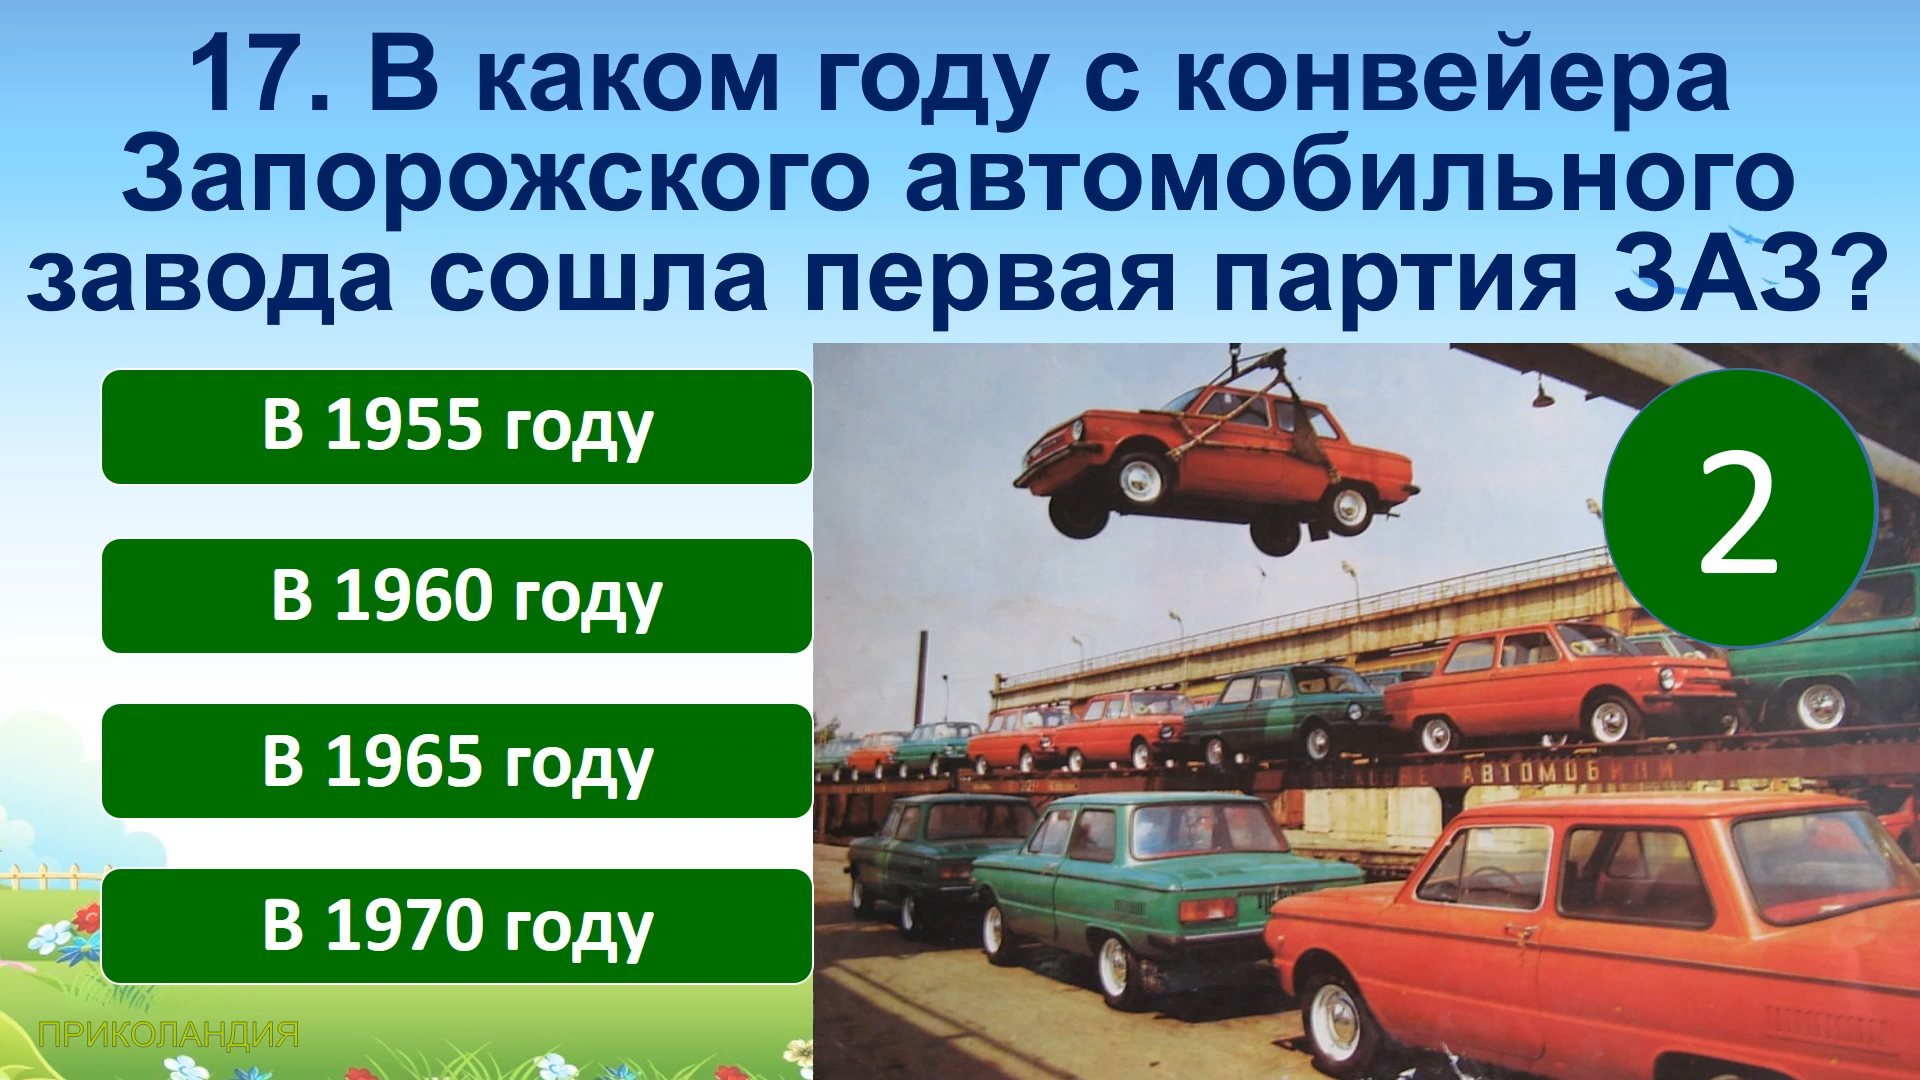 17. В каком году с конвейера
Запорожского автомобильного
завода сошла первая партия ЗАЗ?
В 1955 году
2
В 1960 году
В 1965 году
АВТОМОБИЛИ
В 1970 году
ПРИКОЛАНДИЯ